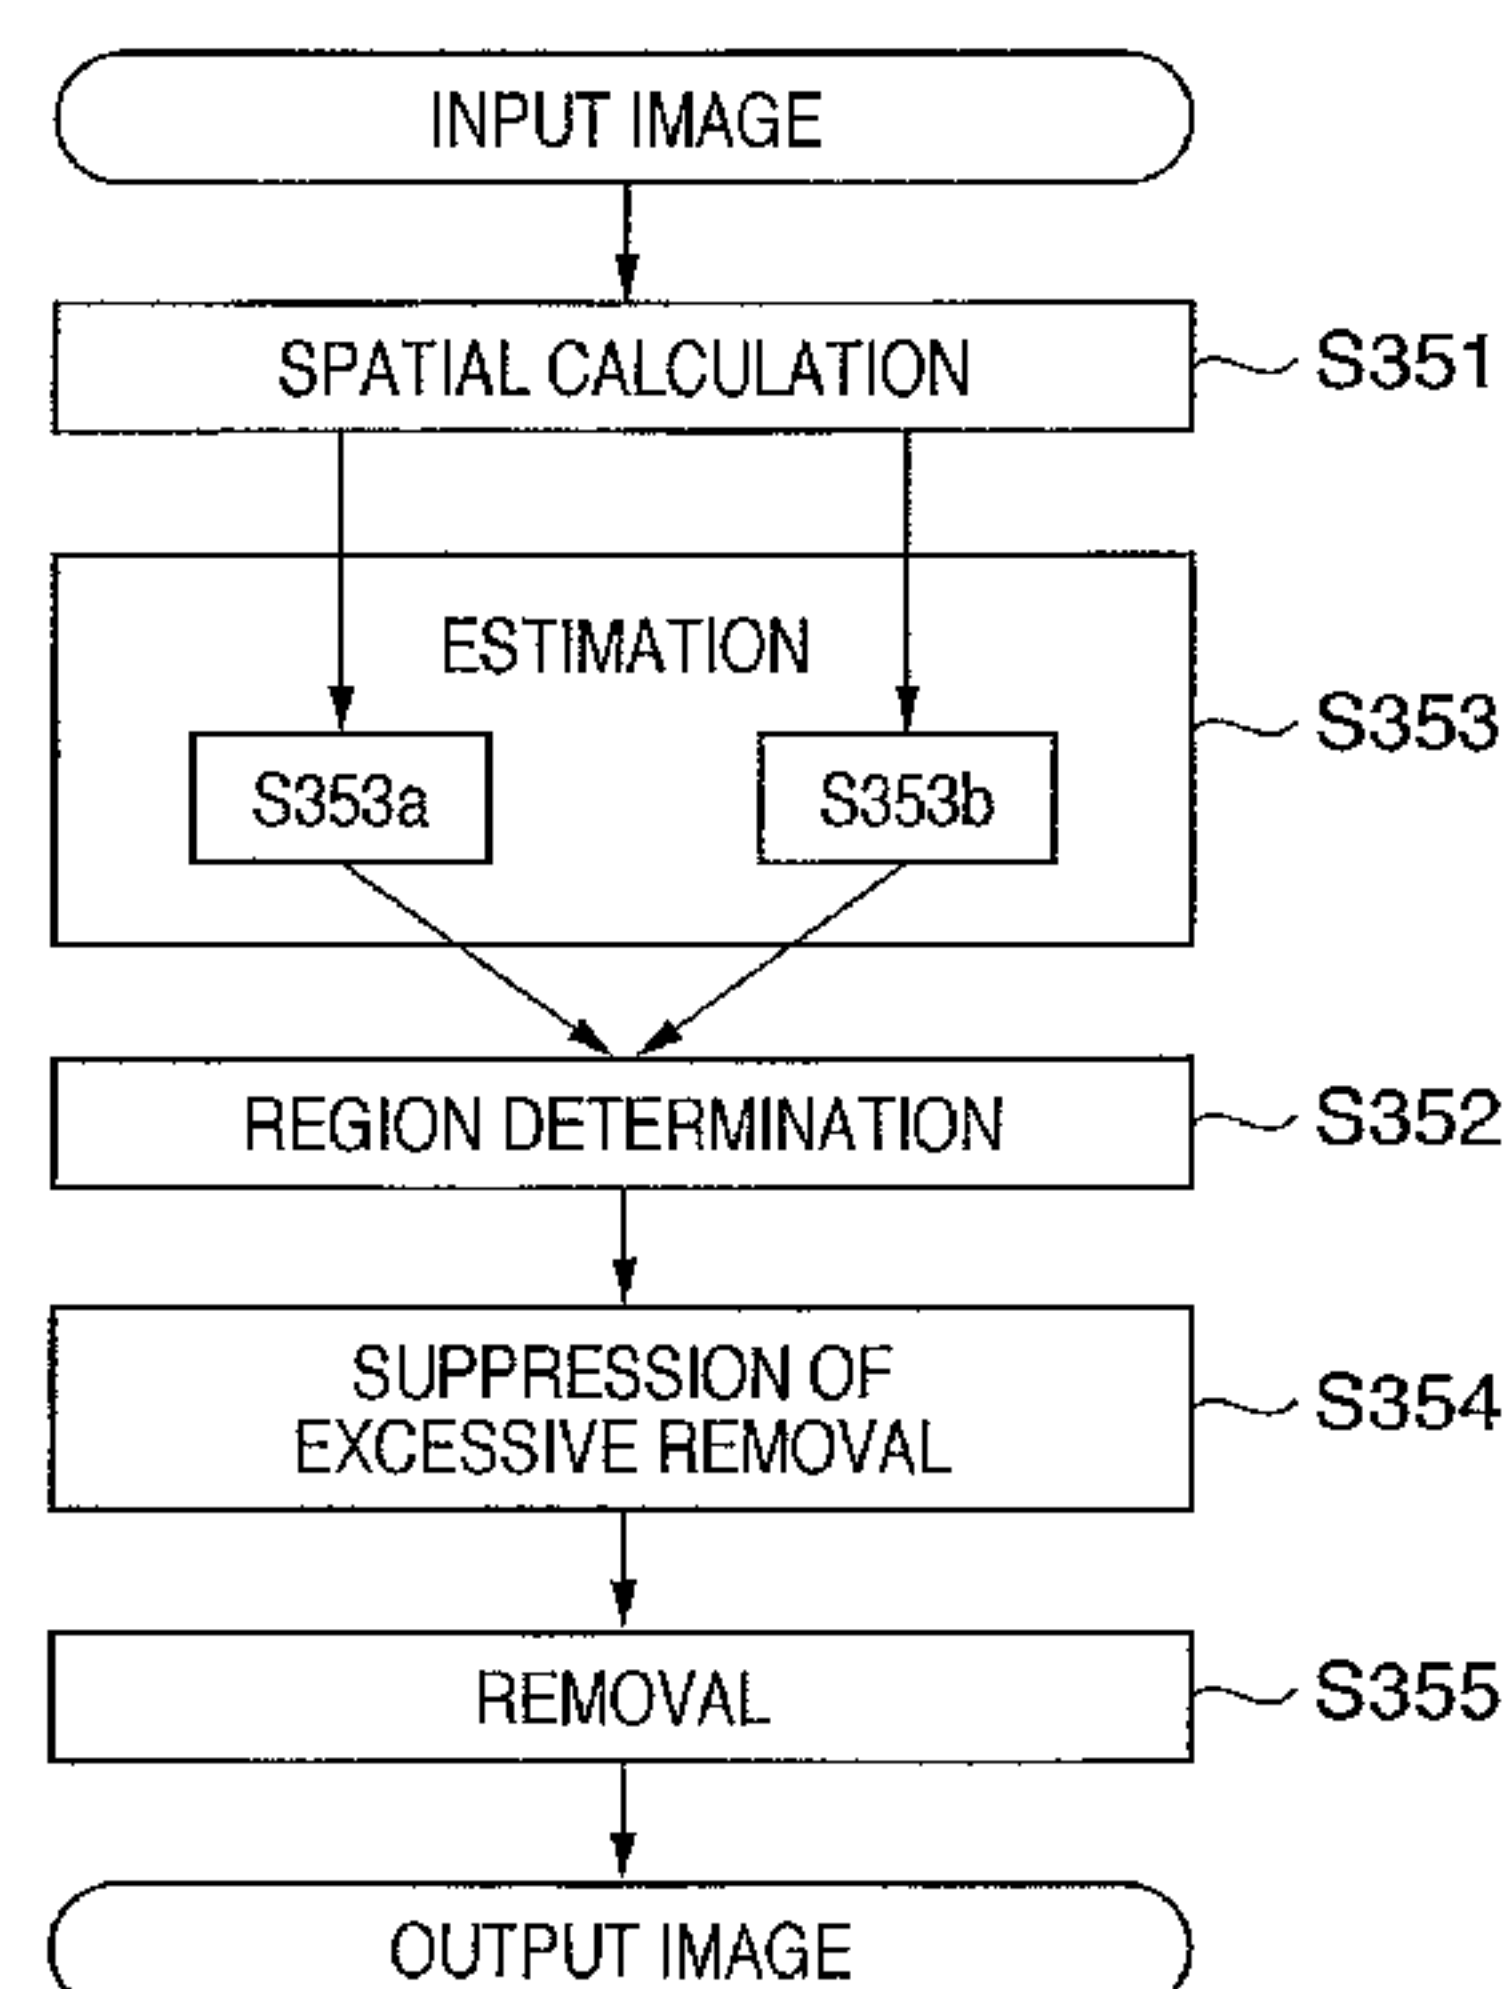 INPUT IMAGE
SPATIAL CALCULATION
S351
ESTIMATION
S353
S353a
S353b
REGION DETERMINATION
S352
SUPPRESSION OF
EXCESSIVE REMOVAL
S354
REMOVAL
S355
OUTPUT IMAGE